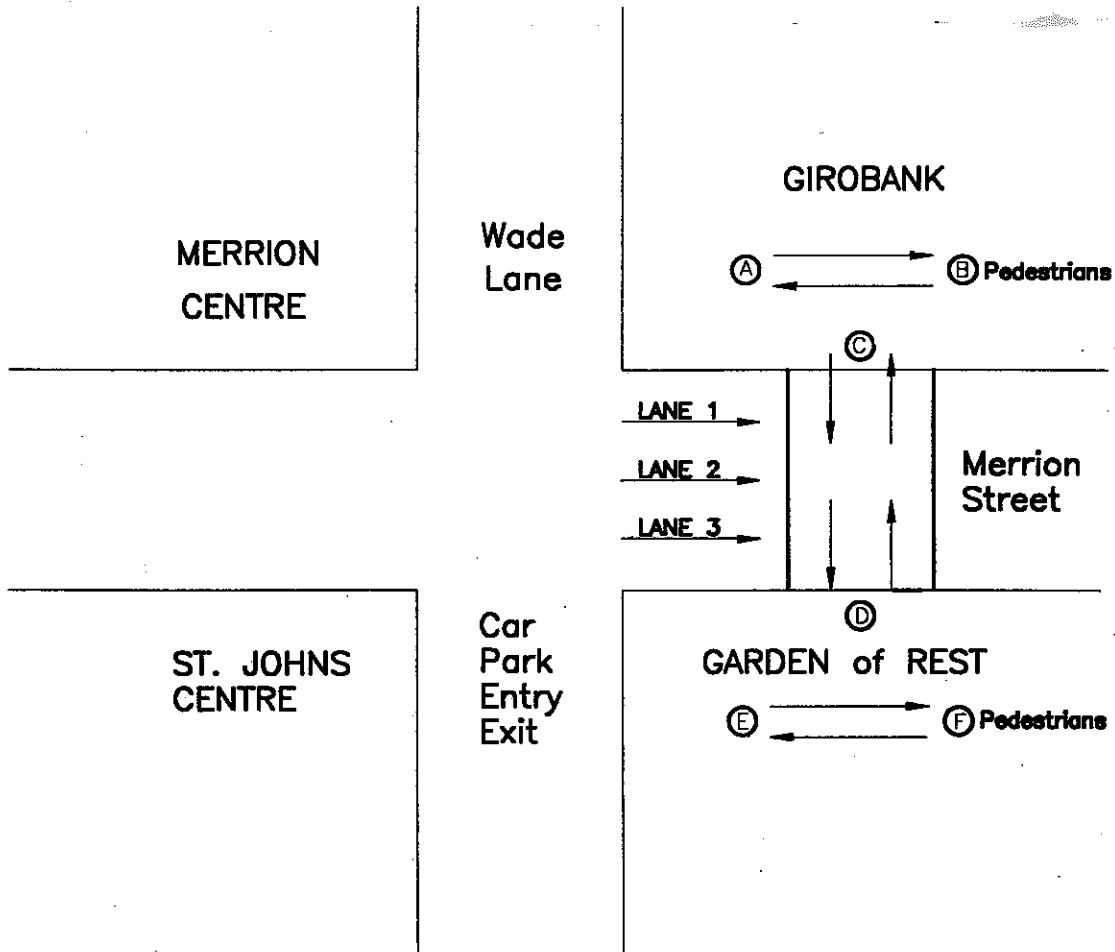 GIROBANK
MERRION
CENTRE
Wade
Lane
A
B Pedestrians
C
LANE 1
LANE 2
LANE 3
Merrion
Street
D
ST. JOHNS
CENTRE
Car
Park
Entry
Exit
GARDEN of REST
E
F Pedestrians